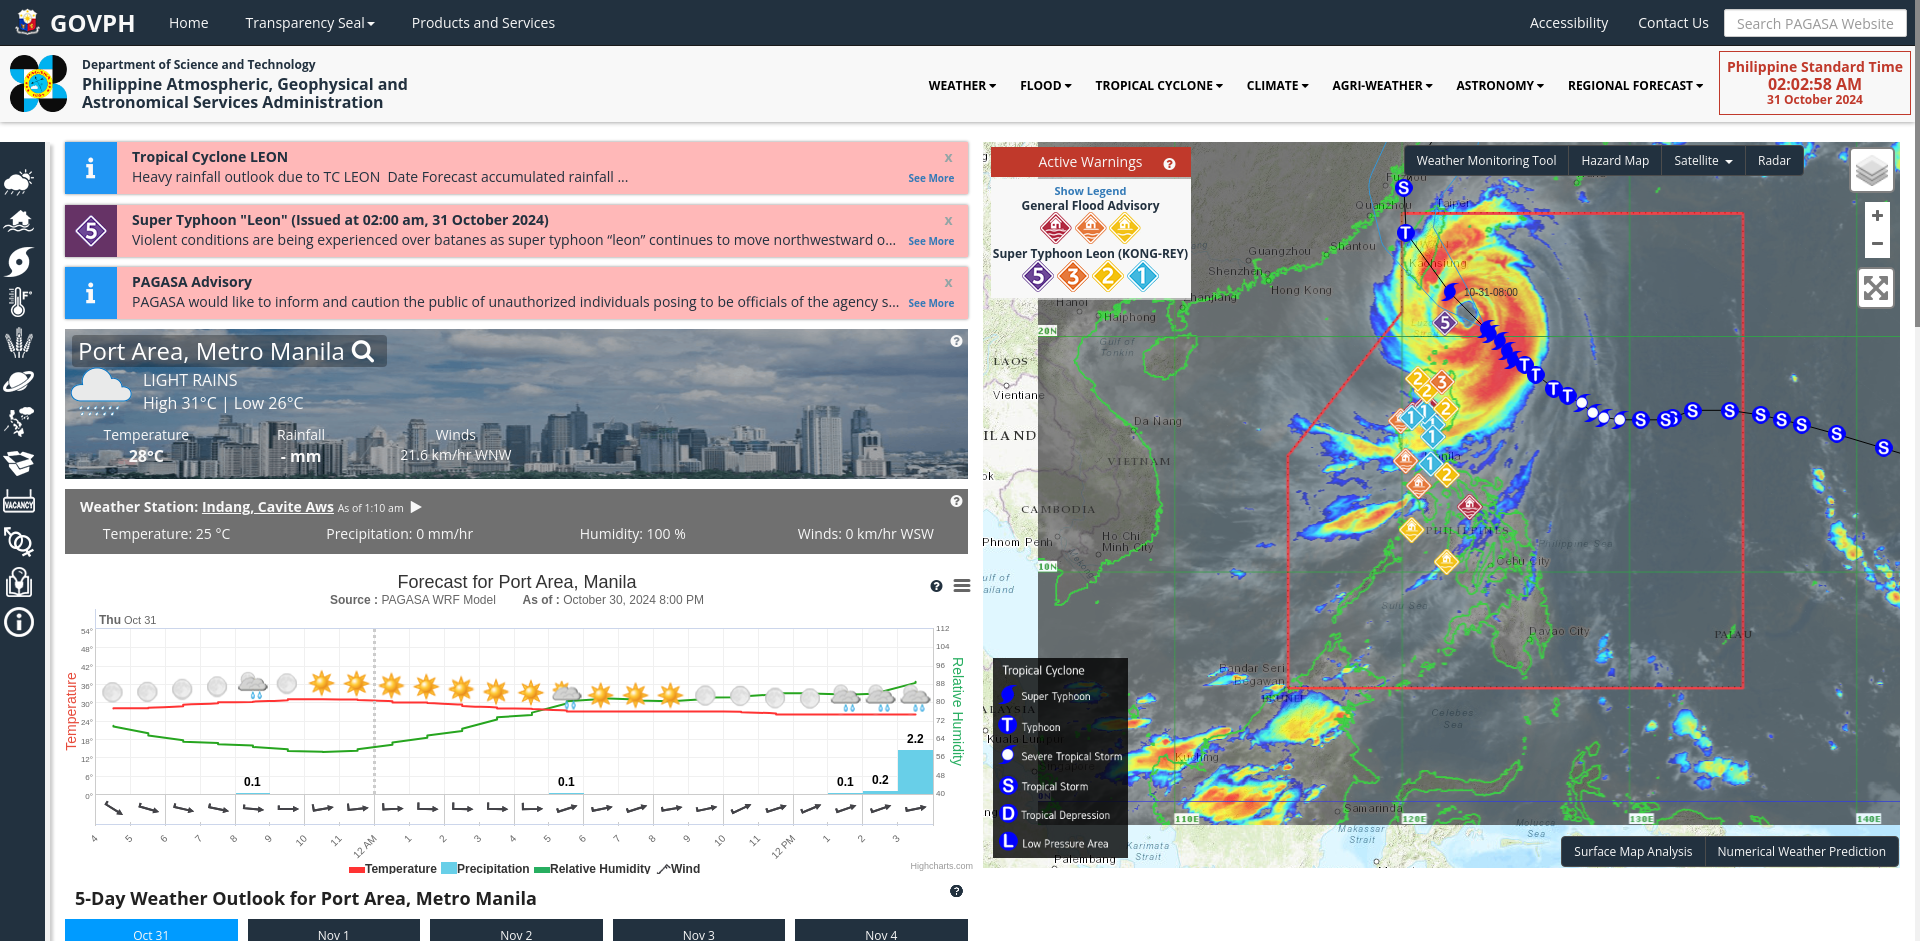 GOVPH
Home
Transparency Seal
Products and Services
Accessibility
Contact Us
Search PAGASA Website
Department of Science and Technology
Philippine Atmospheric, Geophysical and
Astronomical Services Administration
WEATHER
FLOOD
TROPICAL CYCLONE
CLIMATE
AGRI-WEATHER
ASTRONOMY
REGIONAL FORECAST
Philippine Standard Time
02:02:58 AM
31 October 2024
VACANCY
Tropical Cyclone LEON
x
Heavy rainfall outlook due to TC LEON Date Forecast accumulated rainfall ...
See More
5
Super Typhoon "Leon" (Issued at 02:00 am, 31 October 2024)
x
Violent conditions are being experienced over batanes as super typhoon “leon” continues to move northwestward o...
See More
PAGASA Advisory
x
PAGASA would like to inform and caution the public of unauthorized individuals posing to be officials of the agency s...
See More
Port Area, Metro Manila
LIGHT RAINS
High 31°C | Low 26°C
Temperature
Rainfall
Winds
28°C
- mm
21.6 km/hr WNW
Weather Station: Indang, Cavite Aws As of 1:10 am
Temperature: 25 °C
Precipitation: 0 mm/hr
Humidity: 100 %
Winds: 0 km/hr WSW
Forecast for Port Area, Manila
Source : PAGASA WRF Model As of : October 30, 2024 8:00 PM
Thu Oct 31
54°
48°
42°
36°
30°
24°
18°
12°
6°
0°
Temperature
112
104
96
88
80
72
64
56
48
40
Relative Humidity
0.1
0.1
0.1
0.2
2.2
4 5 6 7 8 9 10 11 12 AM 1 2 3 4 5 6 7 8 9 10 11 12 PM 1 2 3
Temperature Precipitation Relative Humidity Wind
Highcharts.com
5-Day Weather Outlook for Port Area, Metro Manila
Oct 31
Nov 1
Nov 2
Nov 3
Nov 4
Active Warnings
Show Legend
General Flood Advisory
Super Typhoon Leon (KONG-REY)
5 3 2 1
Weather Monitoring Tool
Hazard Map
Satellite
Radar
+
−
Quanzhou
Taipei
Guangzhou
Shantou
Shenzhen
Kaohsiung
Hong Kong
Zhanjiang
10-31-08:00
Hanoi
Haiphong
20N
Gulf of
Tonkin
LAOS
Vientiane
Da Nang
VIETNAM
CAMBODIA
Phnom Penh
Ho Chi
Minh City
10N
PHILIPPINES
Philippine Sea
Cebu City
Sulu Sea
Davao City
PALAU
Bandar Seri
Begawan
BRUNEI
Celebes
Sea
Kuala Lumpur
Kuching
Samarinda
110E
120E
130E
140E
Makassar
Strait
Molucca
Sea
Karimata
Strait
Palembang
Tropical Cyclone
Super Typhoon
T Typhoon
Severe Tropical Storm
S Tropical Storm
D Tropical Depression
L Low Pressure Area
Surface Map Analysis
Numerical Weather Prediction